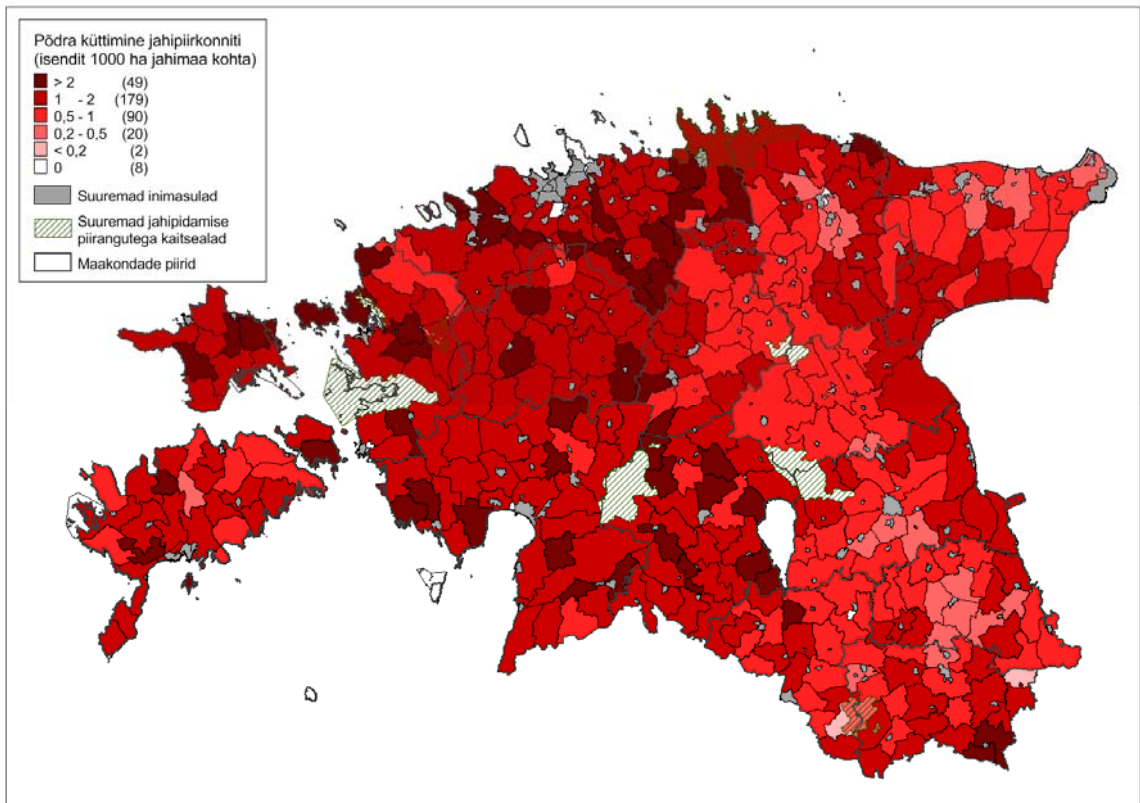 Põdra küttimine jahipiirkonniti
(isendit 1000 ha jahimaa kohta)
> 2 (49)
1 - 2 (179)
0,5 - 1 (90)
0,2 - 0,5 (20)
< 0,2 (2)
0 (8)
Suuremad inimasulad
Suuremad jahipidamise
piirangutega kaitsealad
Maakondade piirid